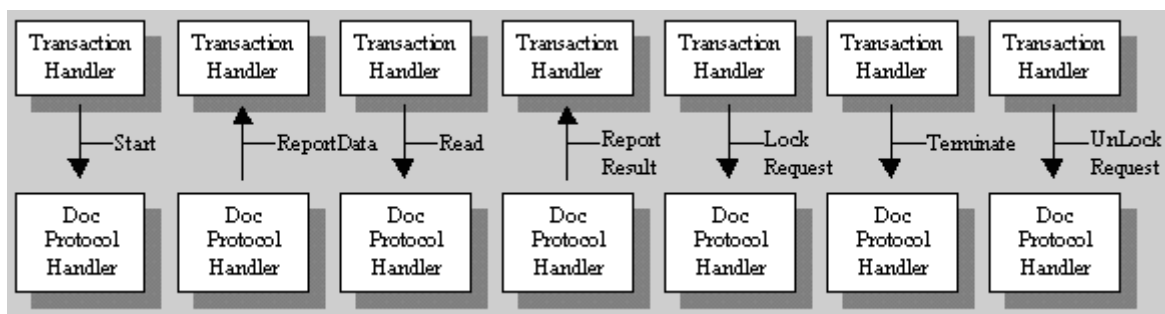 Transaction Handler
Transaction Handler
Transaction Handler
Transaction Handler
Transaction Handler
Transaction Handler
Transaction Handler
Start
ReportData
Read
Report
Result
Lock
Request
Terminate
UnLock
Request
Doc
Protocol
Handler
Doc
Protocol
Handler
Doc
Protocol
Handler
Doc
Protocol
Handler
Doc
Protocol
Handler
Doc
Protocol
Handler
Doc
Protocol
Handler